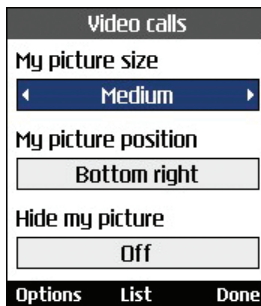 Video calls
My picture size
Medium
My picture position
Bottom right
Hide my picture
Off
Options List Done